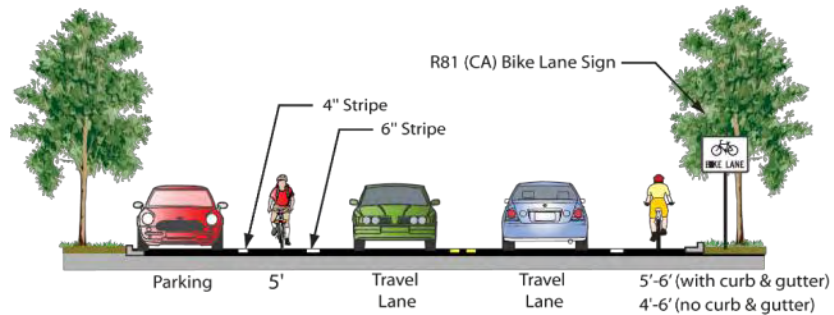 R81 (CA) Bike Lane Sign
4" Stripe
6" Stripe
BIKE LANE
Parking
5'
Travel
Lane
Travel
Lane
5'-6' (with curb & gutter)
4'-6' (no curb & gutter)